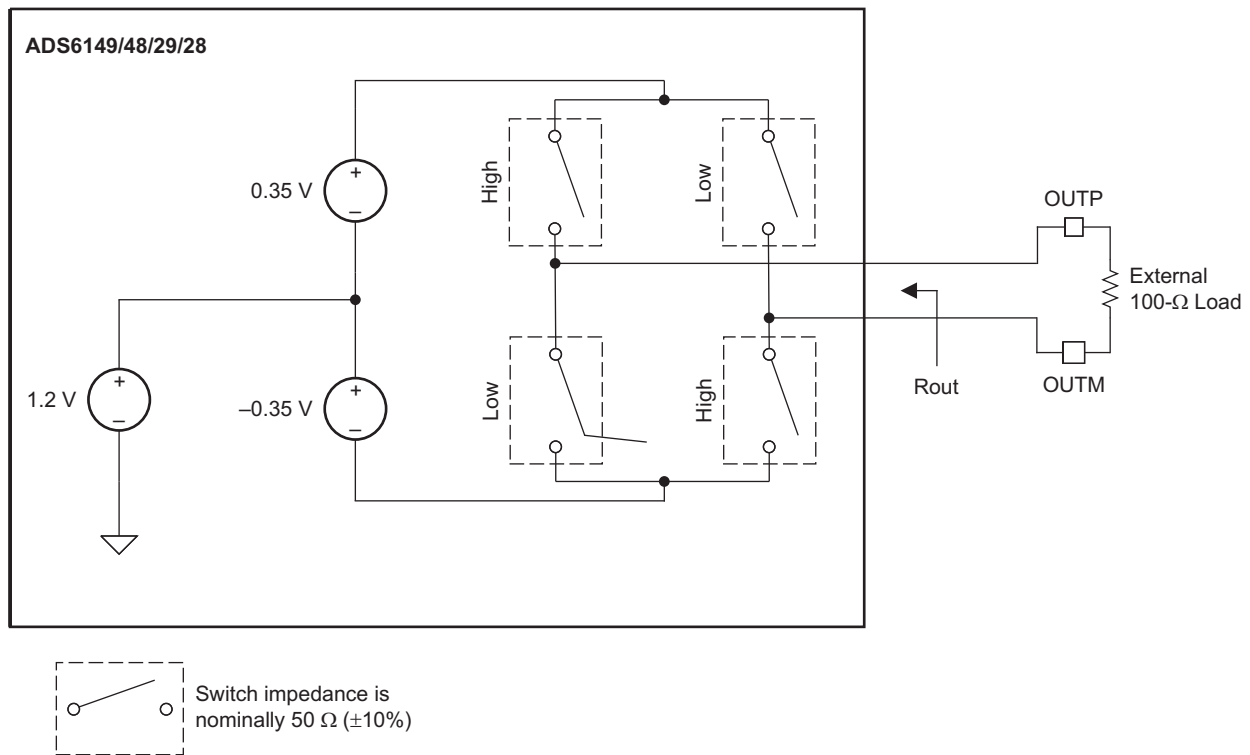 ADS6149/48/29/28
0.35 V
High
Low
OUTP
External
100-Ω Load
1.2 V
–0.35 V
Low
High
Rout
OUTM
Switch impedance is
nominally 50 Ω (±10%)